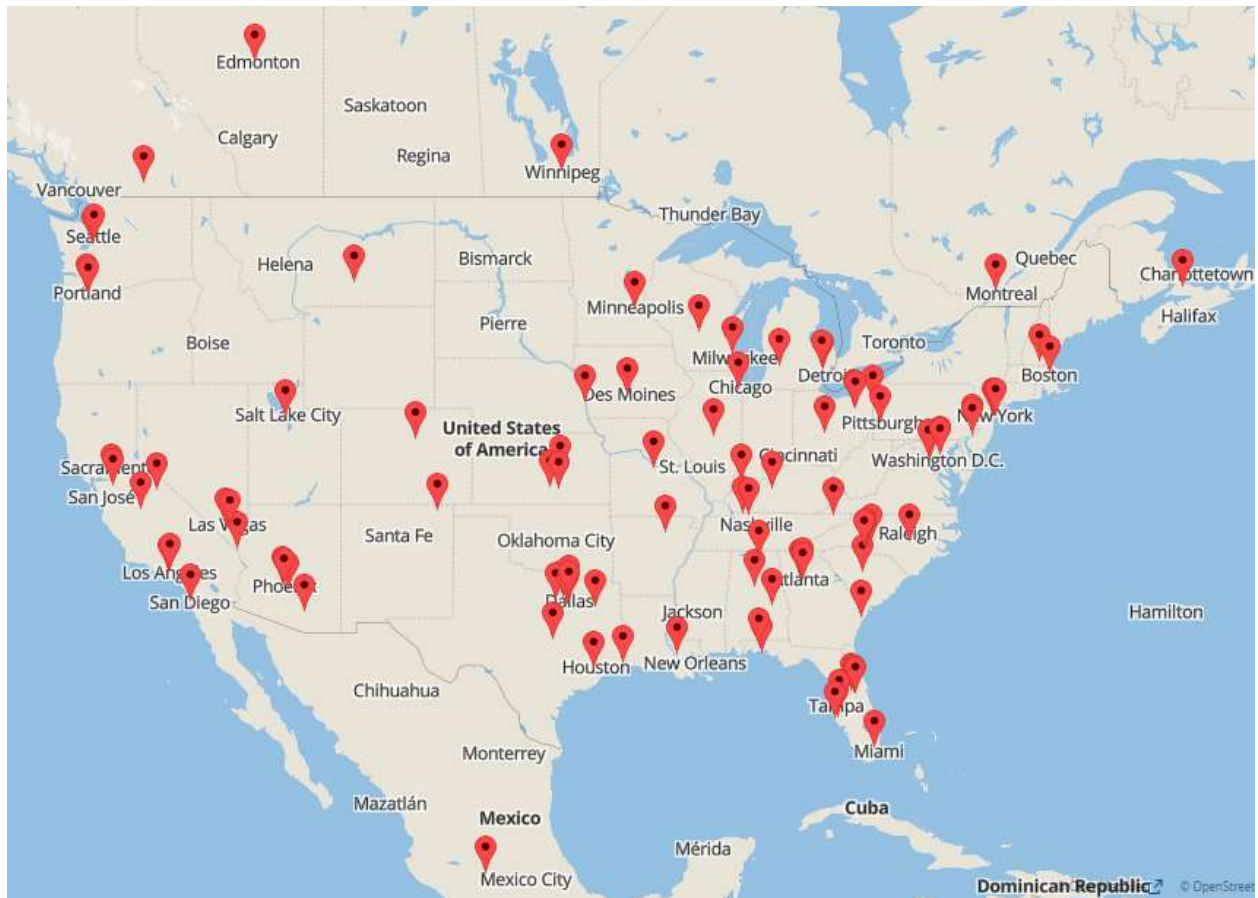 Edmonton
Saskatoon
Calgary
Regina
Winnipeg
Vancouver
Thunder Bay
Seattle
Quebec
Helena
Bismarck
Charlottetown
Montreal
Portland
Minneapolis
Halifax
Pierre
Boise
Toronto
Milwaukee
Detroit
Boston
Chicago
Des Moines
Salt Lake City
New York
Pittsburgh
United States
of America
Cincinnati
Washington D.C.
Sacramento
St. Louis
San José
Las Vegas
Nashville
Santa Fe
Raleigh
Oklahoma City
Los Angeles
Phoenix
Atlanta
San Diego
Dallas
Jackson
Hamilton
Houston
New Orleans
Chihuahua
Tampa
Miami
Monterrey
Mazatlán
Cuba
Mexico
Mérida
Mexico City
Dominican Republic
© OpenStreet